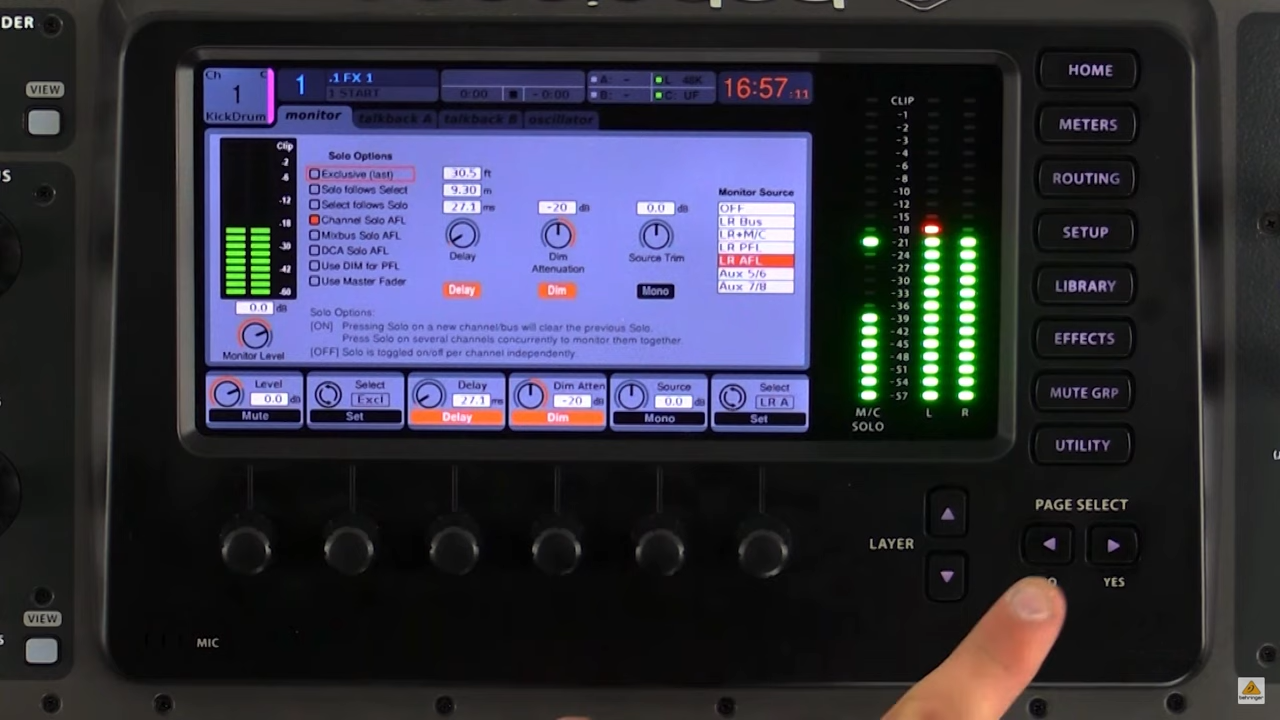 DER
VIEW
Ch
1
KickDrum
1
.1 FX 1
1 START
0:00
-0:00
A: -
B: -
L 48K
C: UF
16:57:11
monitor
talkback A
talkback B
oscillator
Clip
-2
-6
-12
-18
-30
-42
-60
0.0 dB
Monitor Level
Solo Options
Exclusive (last)
Solo follows Select
Select follows Solo
Channel Solo AFL
Mixbus Solo AFL
DCA Solo AFL
Use DIM for PFL
Use Master Fader
30.5 ft
9.30 m
27.1 ms
Delay
Delay
-20 dB
Dim
Attenuation
Dim
0.0 dB
Source Trim
Mono
Monitor Source
OFF
LR Bus
LR+M/C
LR PFL
LR AFL
Aux 5/6
Aux 7/8
Solo Options:
[ON] Pressing Solo on a new channel/bus will clear the previous Solo.
Press Solo on several channels concurrently to monitor them together.
[OFF] Solo is toggled on/off per channel independently.
Level
0.0 dB
Mute
Select
Excl
Set
Delay
27.1 ms
Delay
Dim Atten
-20 dB
Dim
Source
0.0 dB
Mono
Select
LR A
Set
CLIP
-1
-2
-3
-4
-6
-8
-10
-12
-15
-18
-21
-24
-27
-30
-33
-36
-39
-42
-45
-48
-51
-54
-57
M/C
SOLO
L
R
HOME
METERS
ROUTING
SETUP
LIBRARY
EFFECTS
MUTE GRP
UTILITY
PAGE SELECT
LAYER
YES
VIEW
MIC
behringer